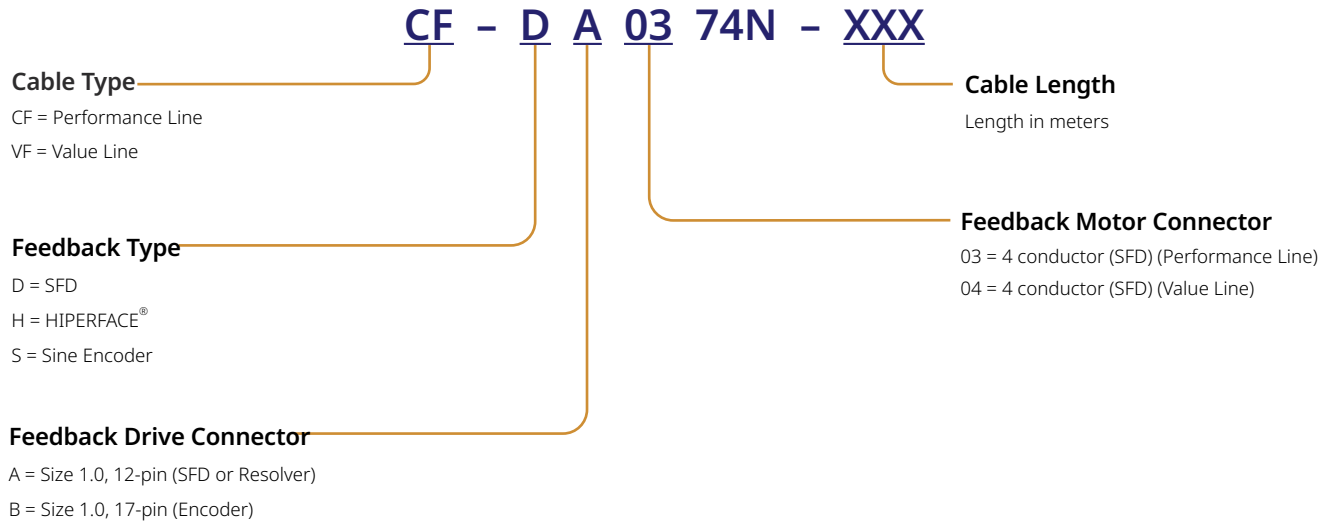 CF – D A 03 74N – XXX
Cable Type
CF = Performance Line
VF = Value Line
Feedback Type
D = SFD
H = HIPERFACE®
S = Sine Encoder
Feedback Drive Connector
A = Size 1.0, 12-pin (SFD or Resolver)
B = Size 1.0, 17-pin (Encoder)
Cable Length
Length in meters
Feedback Motor Connector
03 = 4 conductor (SFD) (Performance Line)
04 = 4 conductor (SFD) (Value Line)